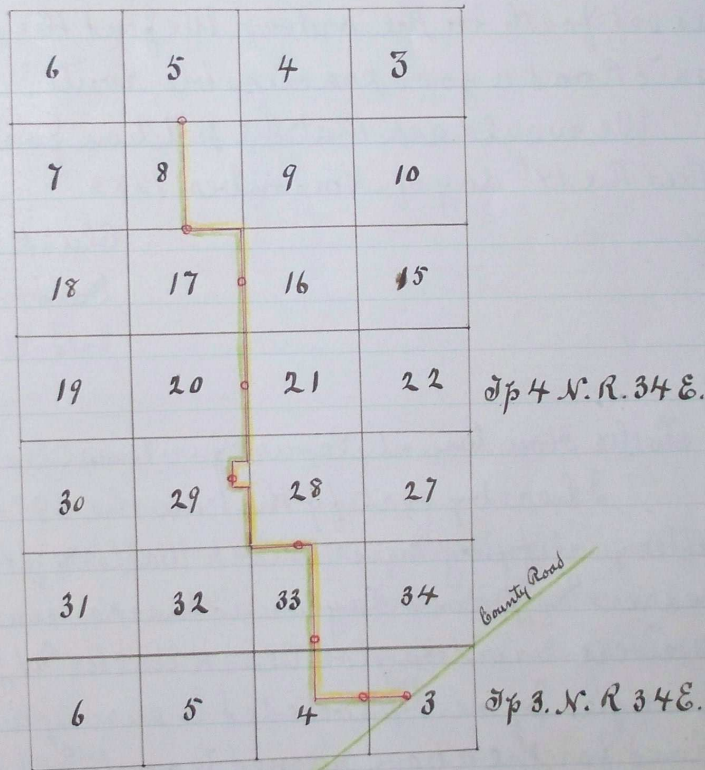 6 5 4 3
7 8 9 10
18 17 16 15
19 20 21 22 Tp 4 N. R. 34 E.
30 29 28 27
31 32 33 34
County Road
6 5 4 3 Tp 3. N. R 34 E.